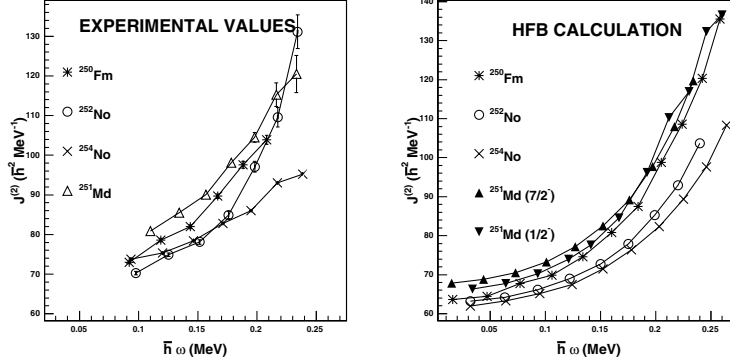 EXPERIMENTAL VALUES
J⁽²⁾ (ħ² MeV⁻¹)
130
120
110
100
90
80
70
60
²⁵⁰Fm
²⁵²No
²⁵⁴No
²⁵¹Md
0.05
0.1
0.15
0.2
0.25
ħ ω (MeV)
HFB CALCULATION
J⁽²⁾ (ħ² MeV⁻¹)
140
130
120
110
100
90
80
70
60
²⁵⁰Fm
²⁵²No
²⁵⁴No
²⁵¹Md (7/2⁻)
²⁵¹Md (1/2⁻)
0.05
0.1
0.15
0.2
0.25
ħ ω (MeV)